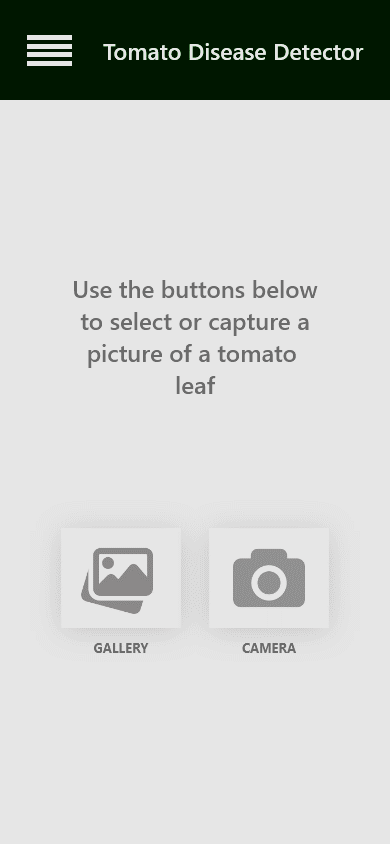 Tomato Disease Detector
Use the buttons below
to select or capture a
picture of a tomato
leaf
GALLERY
CAMERA